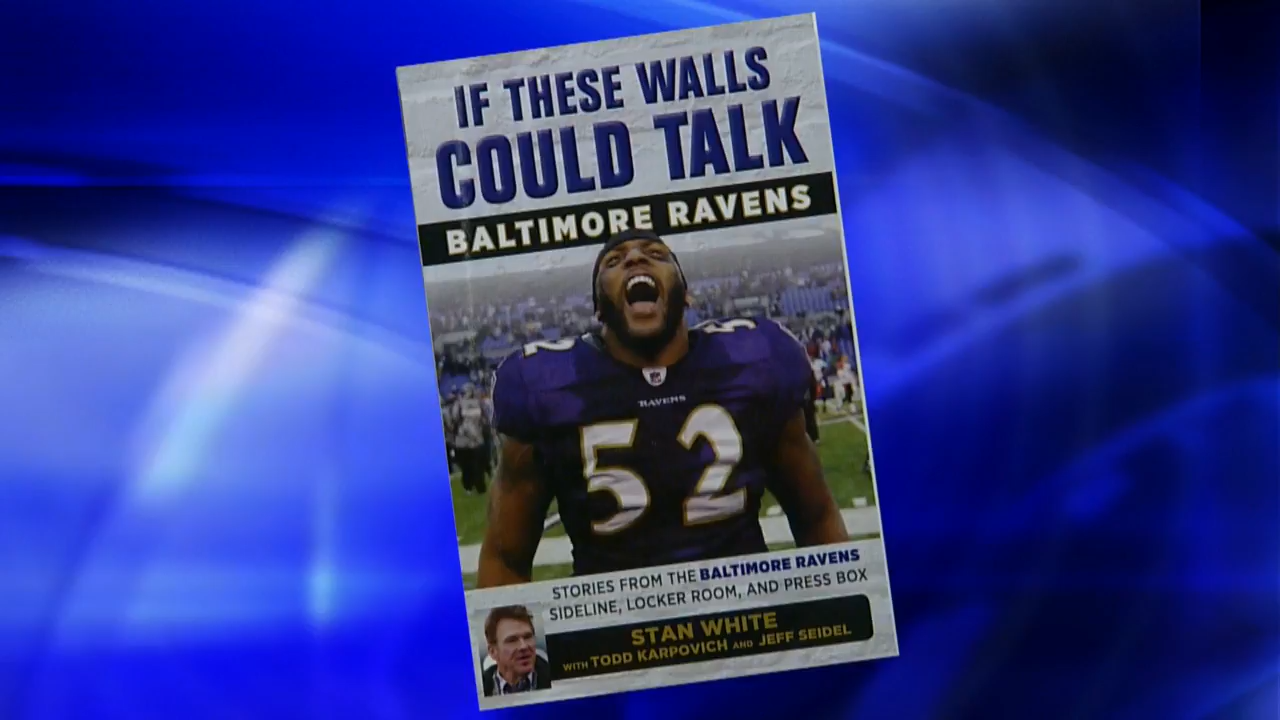 IF THESE WALLS
COULD TALK
BALTIMORE RAVENS
52
RAVENS
52
STORIES FROM THE BALTIMORE RAVENS
SIDELINE, LOCKER ROOM, AND PRESS BOX
STAN WHITE
WITH TODD KARPOVICH AND JEFF SEIDEL